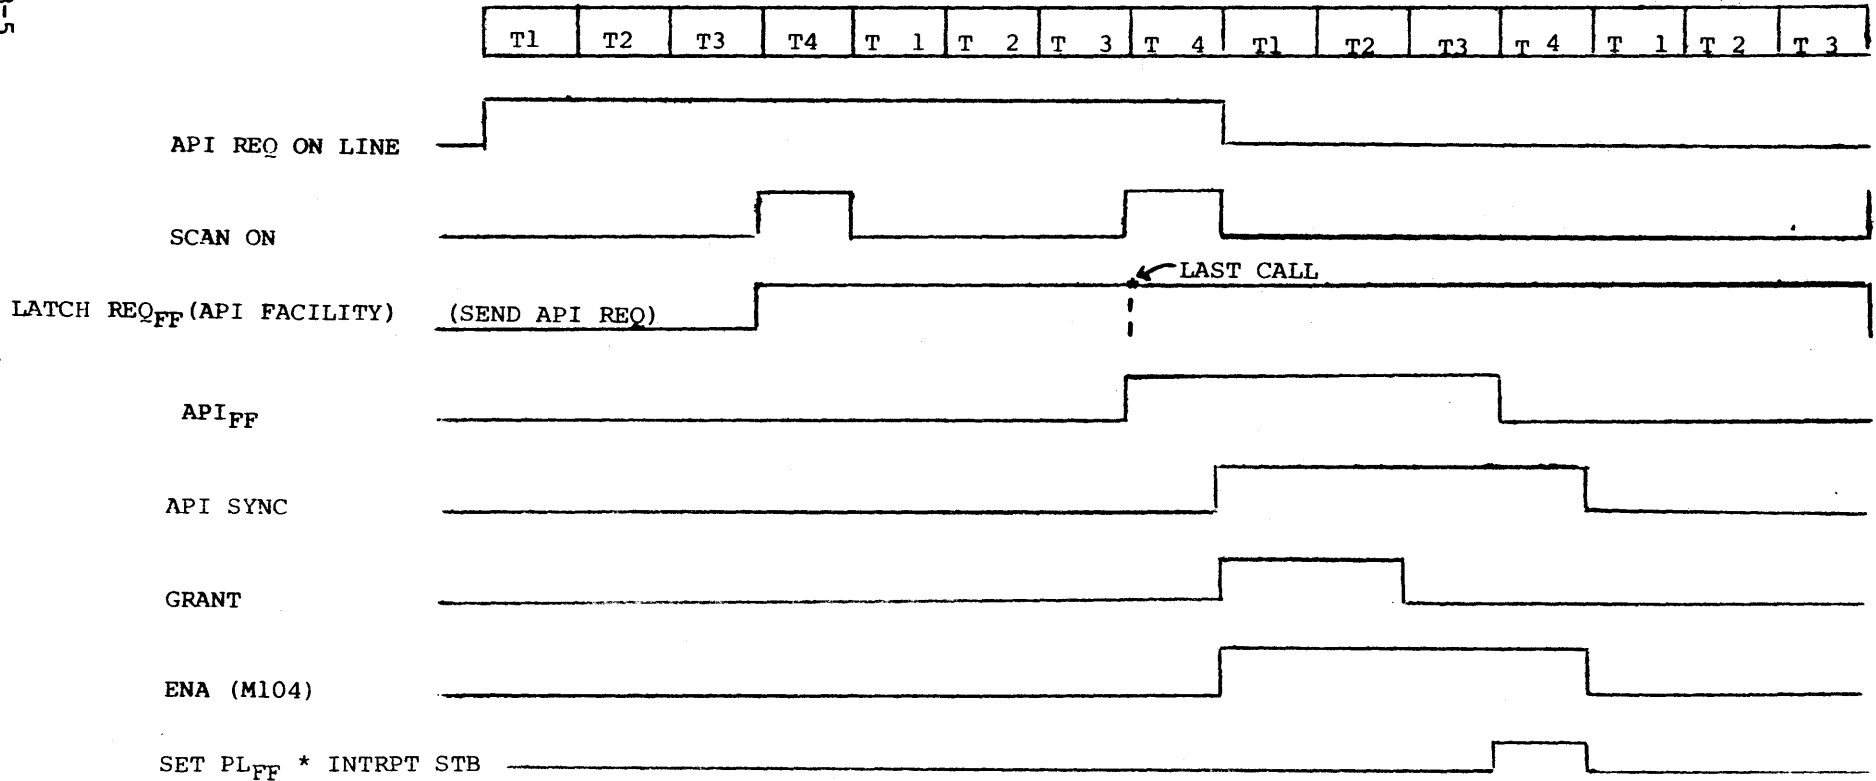 -5
T1 T2 T3 T4 T 1 T 2 T 3 T 4 T1 T2 T3 T 4 T 1 T 2 T 3
API REQ ON LINE
SCAN ON
LAST CALL
LATCH REQFF(API FACILITY) (SEND API REQ)
APIFF
API SYNC
GRANT
ENA (M104)
SET PLFF * INTRPT STB